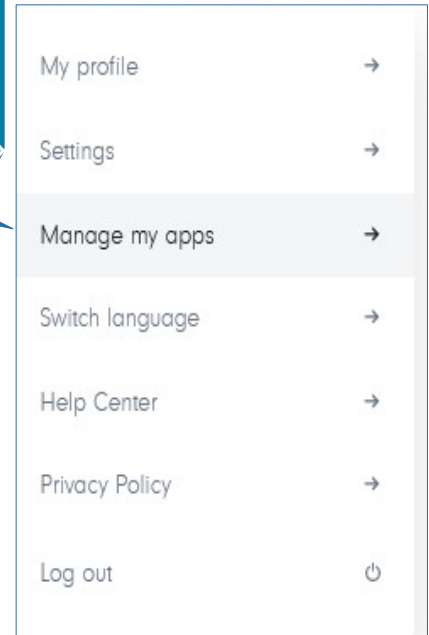 My profile
Settings
Manage my apps
Switch language
Help Center
Privacy Policy
Log out